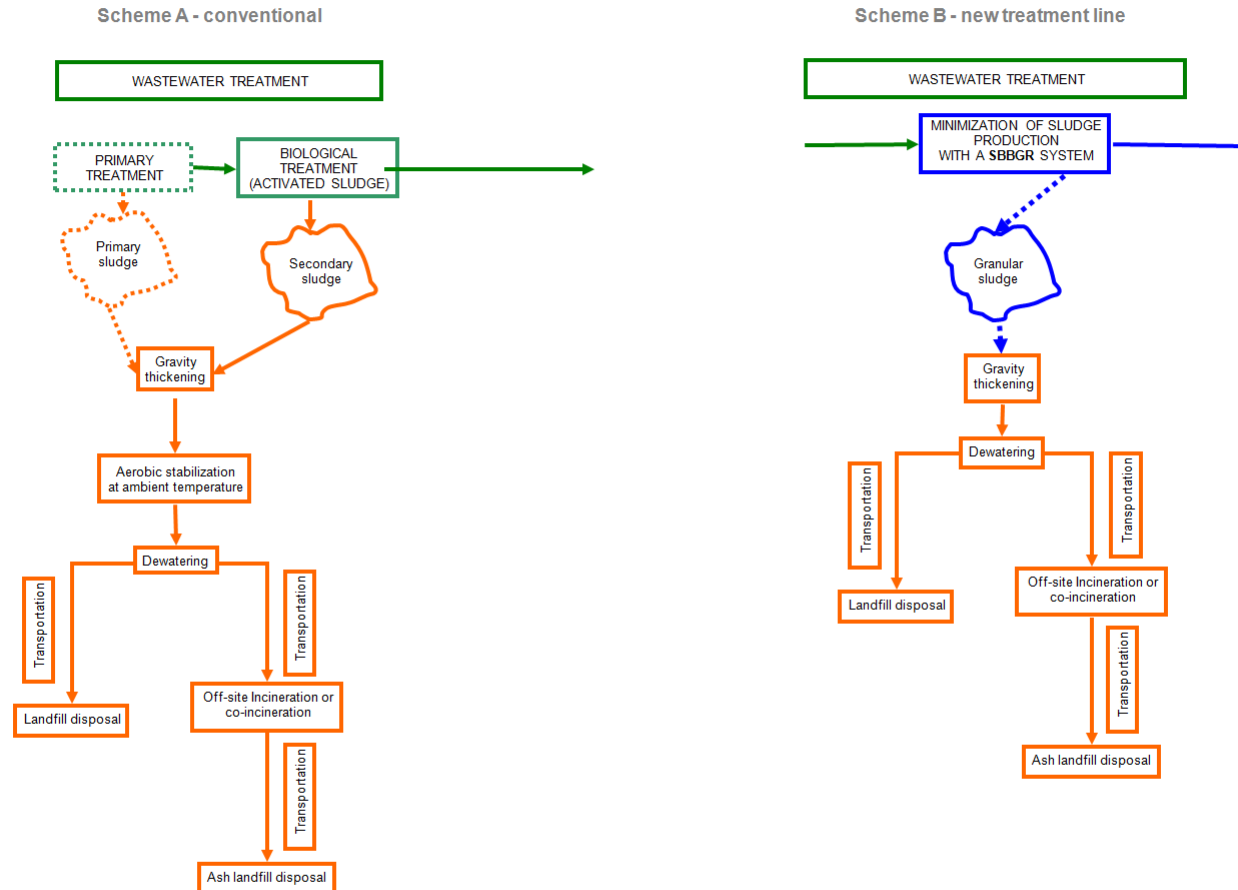 Scheme A - conventional
WASTEWATER TREATMENT
PRIMARY
TREATMENT
BIOLOGICAL
TREATMENT
(ACTIVATED SLUDGE)
Primary
sludge
Secondary
sludge
Gravity
thickening
Aerobic stabilization
at ambient temperature
Dewatering
Transportation
Transportation
Landfill disposal
Off-site Incineration or
co-incineration
Transportation
Ash landfill disposal
Scheme B - new treatment line
WASTEWATER TREATMENT
MINIMIZATION OF SLUDGE
PRODUCTION
WITH A SBBGR SYSTEM
Granular
sludge
Gravity
thickening
Dewatering
Transportation
Transportation
Landfill disposal
Off-site Incineration or
co-incineration
Transportation
Ash landfill disposal